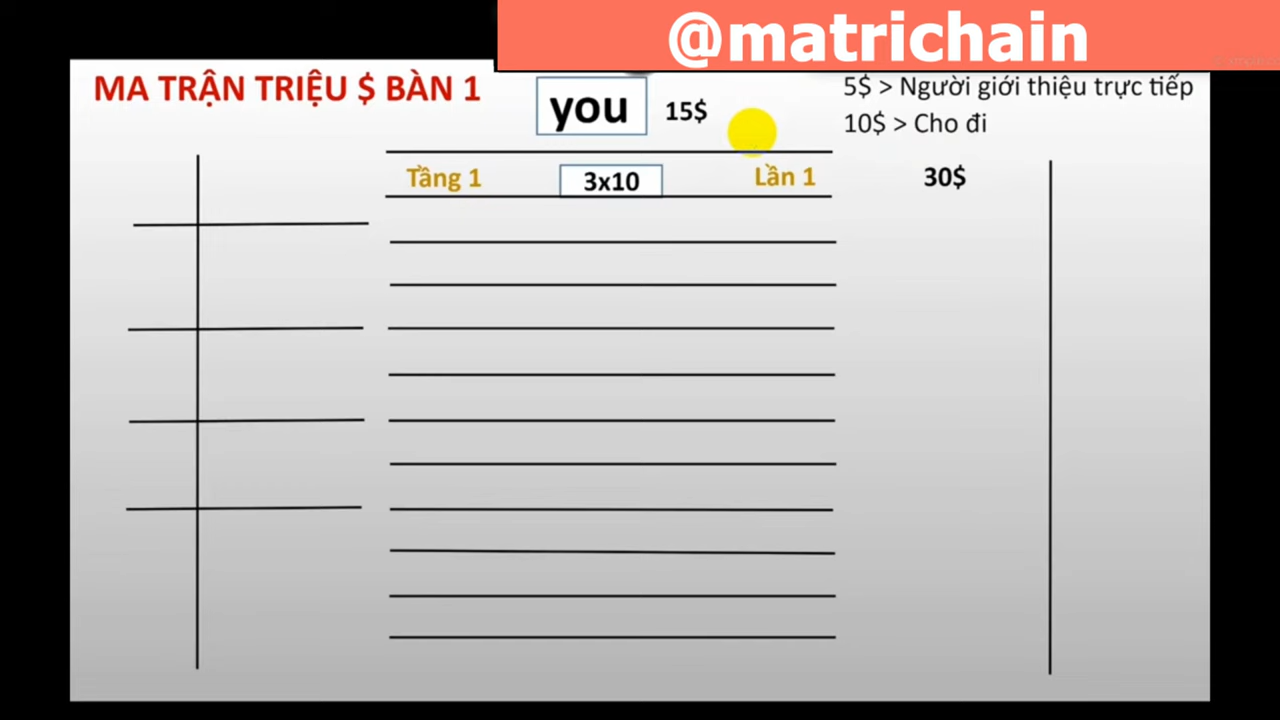 @matrichain
MA TRẬN TRIỆU $ BÀN 1
you
15$
5$ > Người giới thiệu trực tiếp
10$ > Cho đi
Tầng 1
3x10
Lần 1
30$